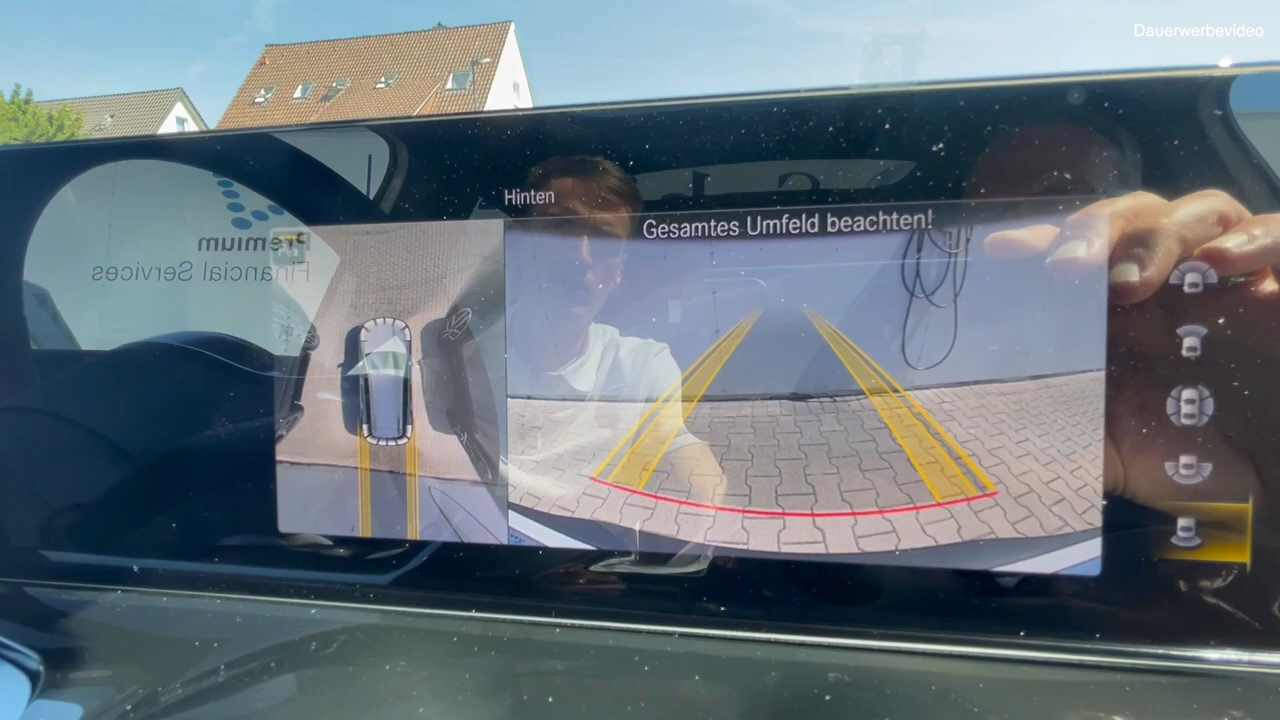 Dauerwerbevideo
Hinten
Gesamtes Umfeld beachten!
Premium
Financial Services